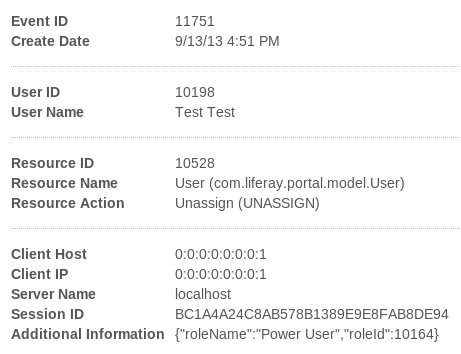 Event ID 11751
Create Date 9/13/13 4:51 PM
User ID 10198
User Name Test Test
Resource ID 10528
Resource Name User (com.liferay.portal.model.User)
Resource Action Unassign (UNASSIGN)
Client Host 0:0:0:0:0:0:0:1
Client IP 0:0:0:0:0:0:0:1
Server Name localhost
Session ID BC1A4A24C8AB578B1389E9E8FAB8DE94
Additional Information {"roleName":"Power User","roleId":10164}